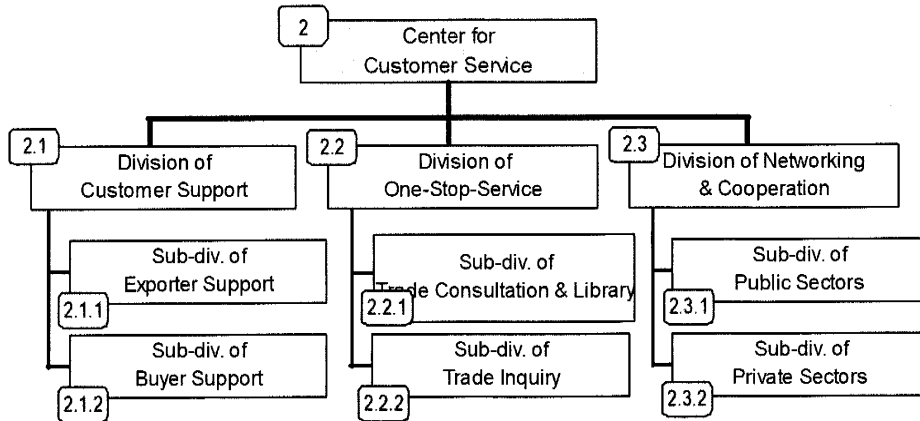 2
Center for
Customer Service
2.1
Division of
Customer Support
2.2
Division of
One-Stop-Service
2.3
Division of Networking
& Cooperation
Sub-div. of
Exporter Support
2.1.1
Sub-div. of
Buyer Support
2.1.2
Sub-div. of
Trade Consultation & Library
2.2.1
Sub-div. of
Trade Inquiry
2.2.2
Sub-div. of
Public Sectors
2.3.1
Sub-div. of
Private Sectors
2.3.2